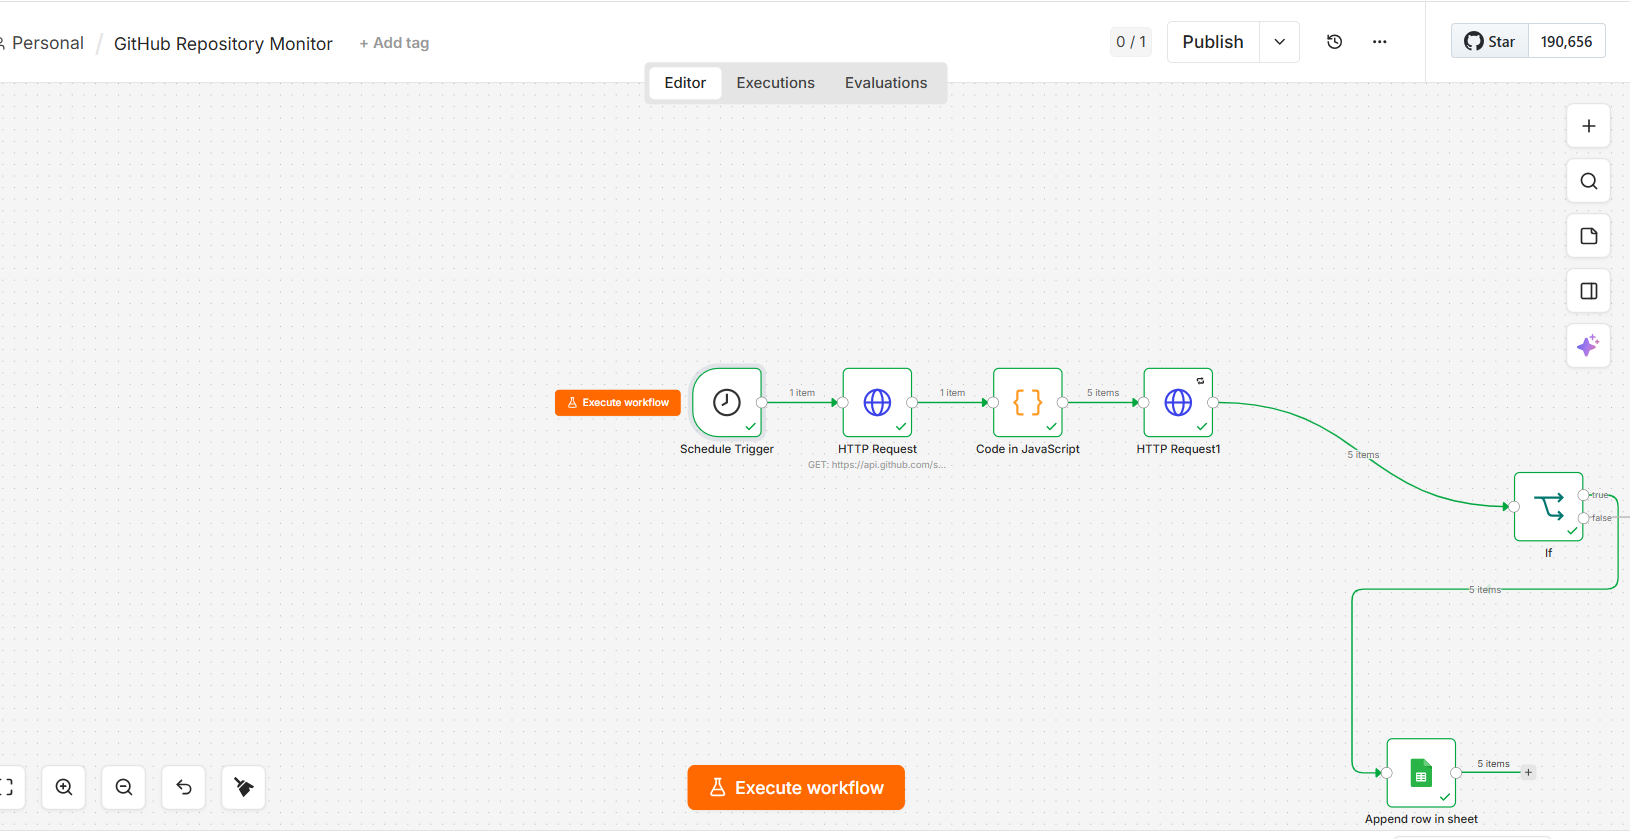 Personal / GitHub Repository Monitor + Add tag
0 / 1 Publish Star 190,656
Editor Executions Evaluations
1 item 1 item 5 items
Execute workflow
Schedule Trigger HTTP Request Code in JavaScript HTTP Request1
GET: https://api.github.com/s...
5 items
true
false
If
5 items
5 items
Execute workflow
Append row in sheet